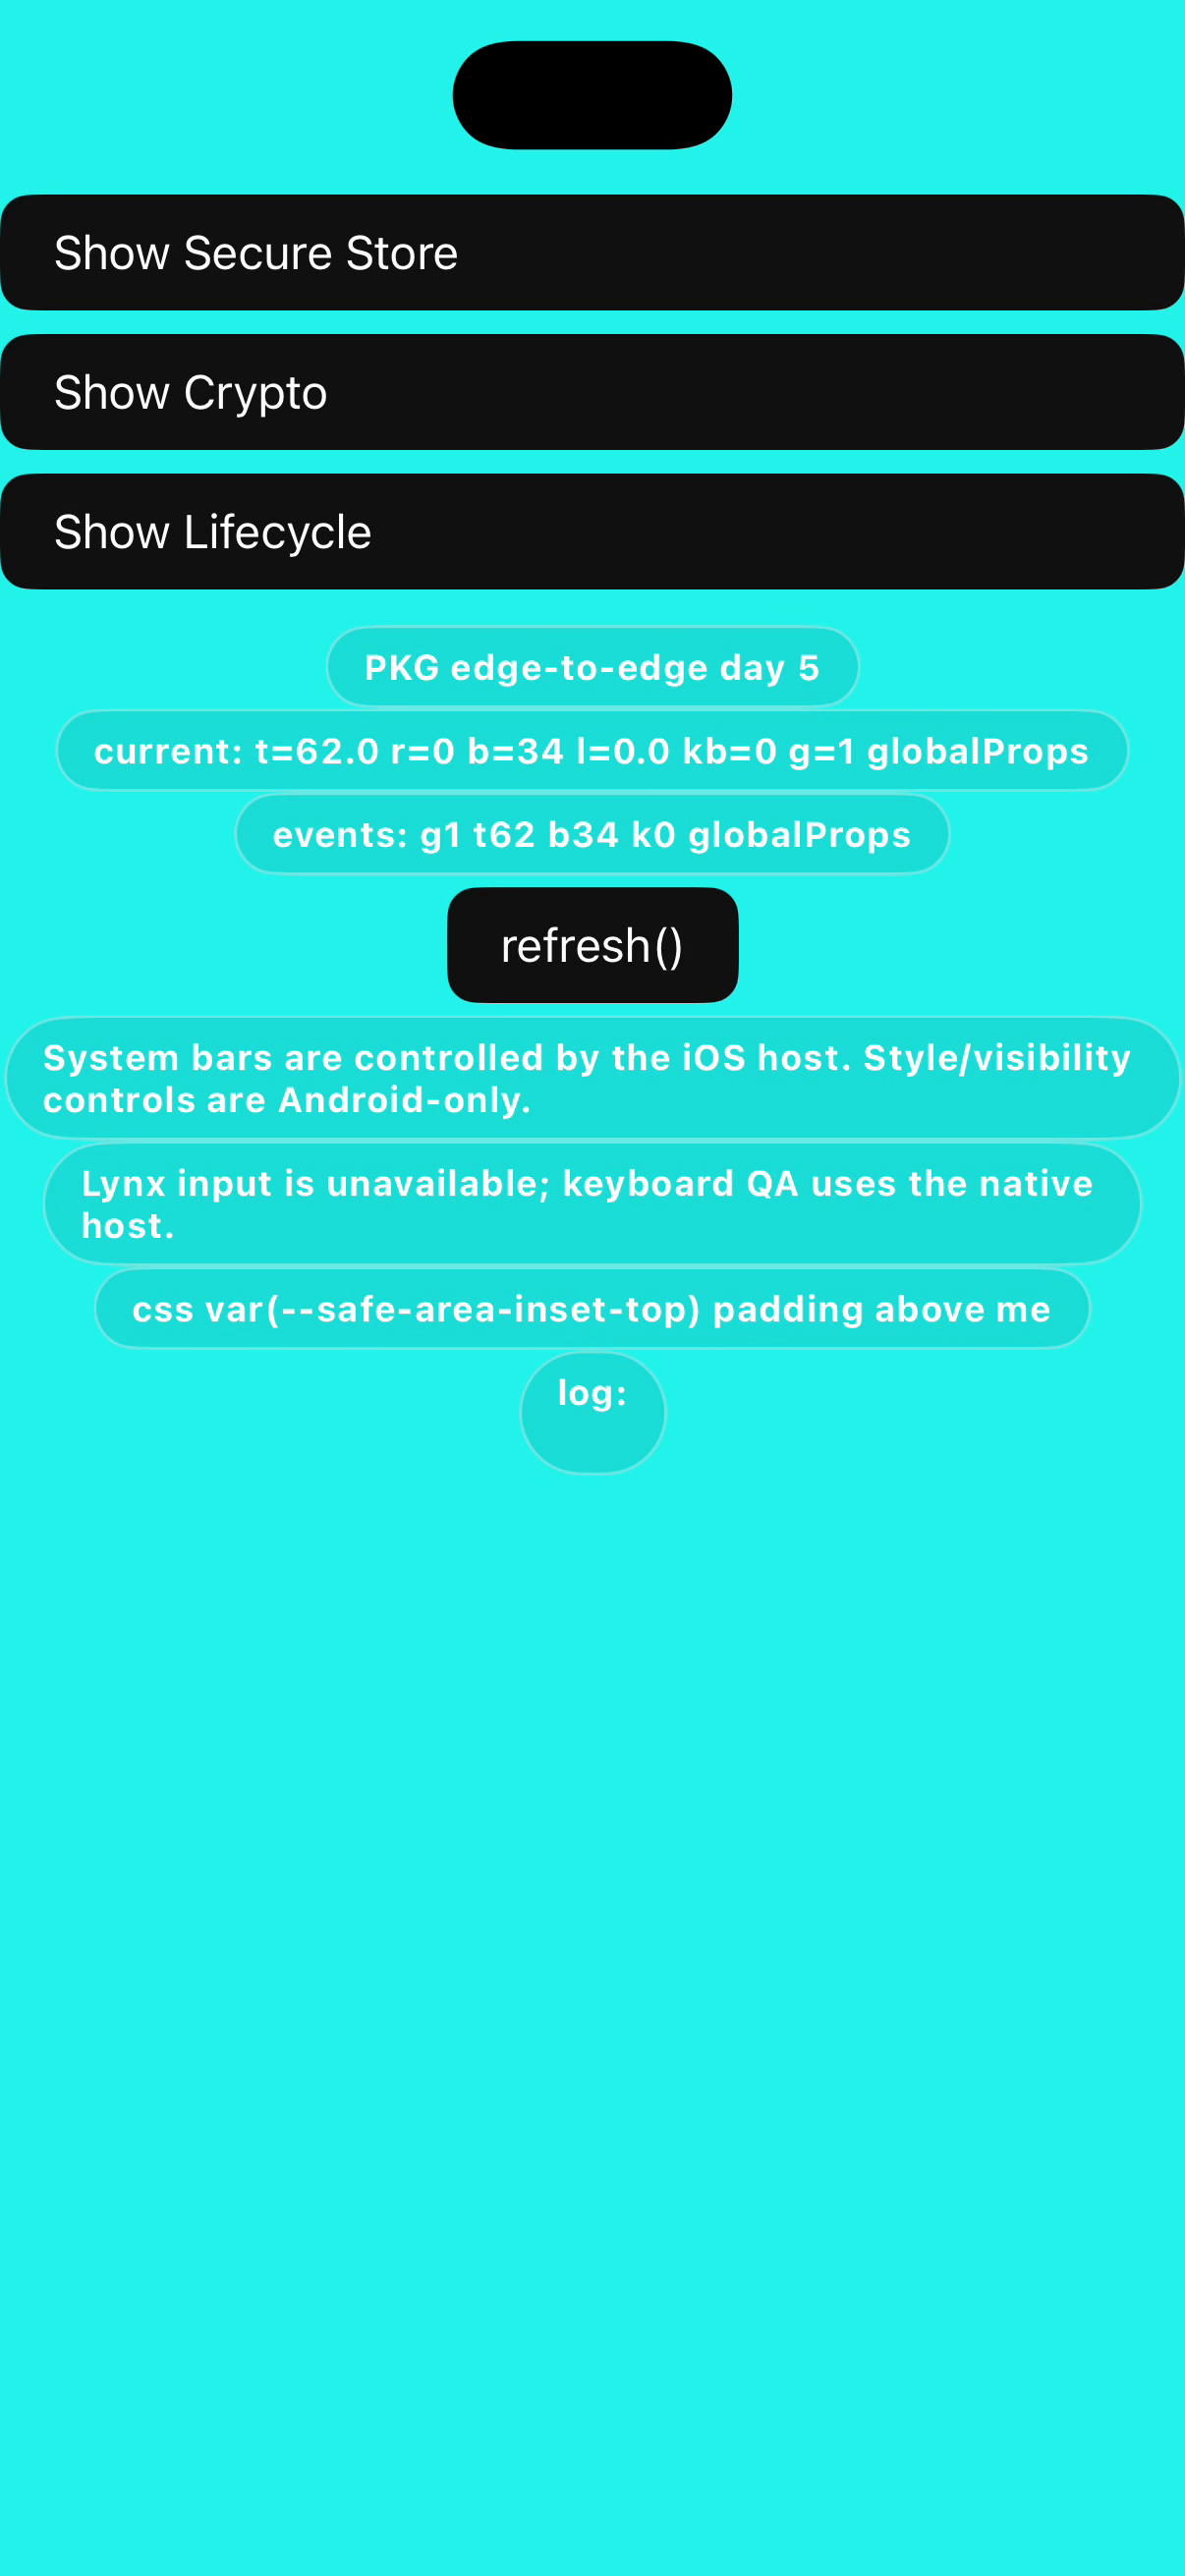 Show Secure Store
Show Crypto
Show Lifecycle
PKG edge-to-edge day 5
current: t=62.0 r=0 b=34 l=0.0 kb=0 g=1 globalProps
events: g1 t62 b34 k0 globalProps
refresh()
System bars are controlled by the iOS host. Style/visibility
controls are Android-only.
Lynx input is unavailable; keyboard QA uses the native
host.
css var(--safe-area-inset-top) padding above me
log: